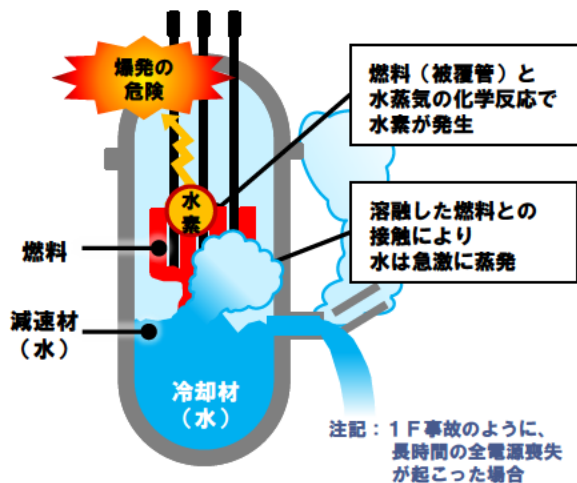 爆発の
危険
燃料（被覆管）と
水蒸気の化学反応で
水素が発生
水
素
溶融した燃料との
接触により
水は急激に蒸発
燃料
減速材
（水）
冷却材
（水）
注記：１Ｆ事故のように、
長時間の全電源喪失
が起こった場合